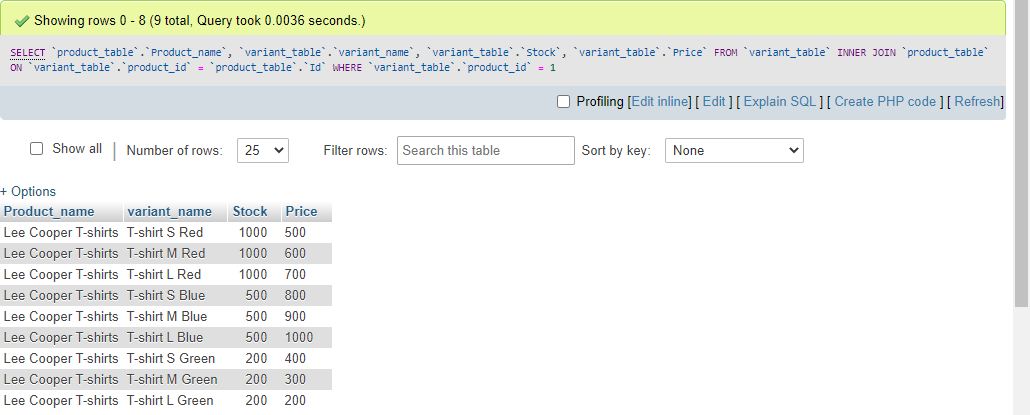 Showing rows 0 - 8 (9 total, Query took 0.0036 seconds.)
SELECT `product_table`.`Product_name`, `variant_table`.`variant_name`, `variant_table`.`Stock`, `variant_table`.`Price` FROM `variant_table` INNER JOIN `product_table`
ON `variant_table`.`product_id` = `product_table`.`Id` WHERE `variant_table`.`product_id` = 1
Profiling [Edit inline] [ Edit ] [ Explain SQL ] [ Create PHP code ] [ Refresh]
Show all | Number of rows: 25 Filter rows: Search this table Sort by key: None
+ Options
Product_name variant_name Stock Price
Lee Cooper T-shirts T-shirt S Red 1000 500
Lee Cooper T-shirts T-shirt M Red 1000 600
Lee Cooper T-shirts T-shirt L Red 1000 700
Lee Cooper T-shirts T-shirt S Blue 500 800
Lee Cooper T-shirts T-shirt M Blue 500 900
Lee Cooper T-shirts T-shirt L Blue 500 1000
Lee Cooper T-shirts T-shirt S Green 200 400
Lee Cooper T-shirts T-shirt M Green 200 300
Lee Cooper T-shirts T-shirt L Green 200 200